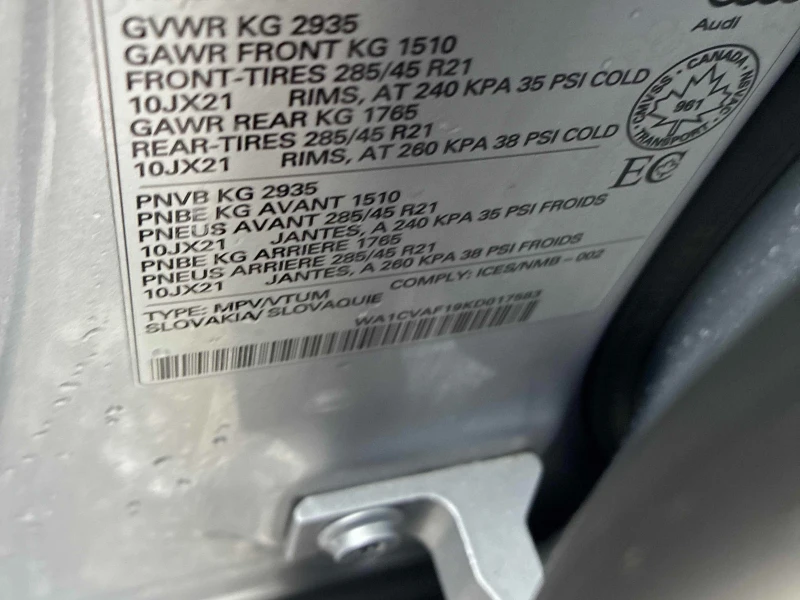 Audi
GVWR KG 2935
GAWR FRONT KG 1510
FRONT-TIRES 285/45 R21
10JX21 RIMS, AT 240 KPA 35 PSI COLD
GAWR REAR KG 1765
REAR-TIRES 285/45 R21
10JX21 RIMS, AT 260 KPA 38 PSI COLD
CANADA
961
TRANSPORT
EC
PNVB KG 2935
PNBE KG AVANT 1510
PNEUS AVANT 285/45 R21
10JX21 JANTES, A 240 KPA 35 PSI FROIDS
PNBE KG ARRIERE 1765
PNEUS ARRIERE 285/45 R21
10JX21 JANTES, A 260 KPA 38 PSI FROIDS
TYPE: MPV/VTUM COMPLY: ICES/NMB - 002
SLOVAKIA/ SLOVAQUIE
WA1CVAF19KD017583